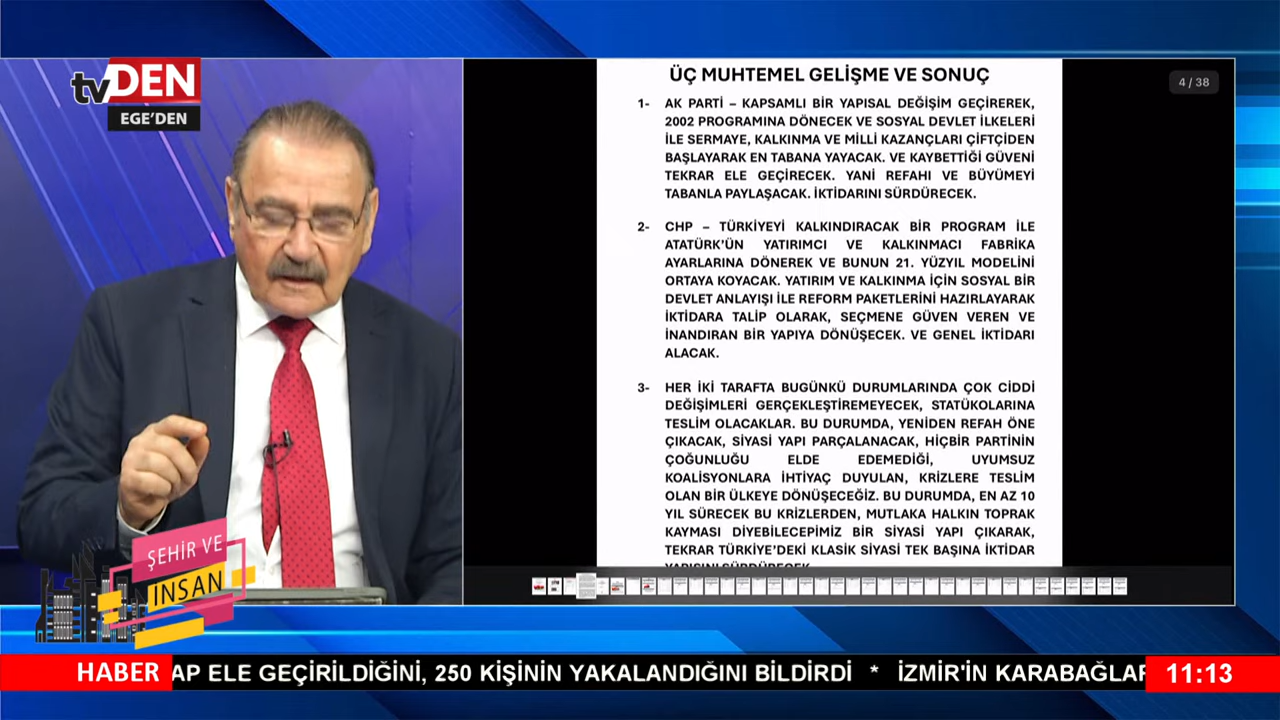 tvDEN
EGE'DEN
ÜÇ MUHTEMEL GELİŞME VE SONUÇ
4 / 38
1- AK PARTİ – KAPSAMLI BİR YAPISAL DEĞİŞİM GEÇİREREK,
2002 PROGRAMINA DÖNECEK VE SOSYAL DEVLET İLKELERİ
İLE SERMAYE, KALKINMA VE MİLLİ KAZANÇLARI ÇİFTÇİDEN
BAŞLAYARAK EN TABANA YAYACAK. VE KAYBETTİĞİ GÜVENİ
TEKRAR ELE GEÇİRECEK. YANİ REFAHI VE BÜYÜMEYİ
TABANLA PAYLAŞACAK. İKTİDARINI SÜRDÜRECEK.
2- CHP – TÜRKİYEYİ KALKINDIRACAK BİR PROGRAM İLE
ATATÜRK'ÜN YATIRIMCI VE KALKINMACI FABRİKA
AYARLARINA DÖNEREK VE BUNUN 21. YÜZYIL MODELİNİ
ORTAYA KOYACAK. YATIRIM VE KALKINMA İÇİN SOSYAL BİR
DEVLET ANLAYIŞI İLE REFORM PAKETLERİNİ HAZIRLAYARAK
İKTİDARA TALİP OLARAK, SEÇMENE GÜVEN VEREN VE
İNANDIRAN BİR YAPIYA DÖNÜŞECEK. VE GENEL İKTİDARI
ALACAK.
3- HER İKİ TARAFTA BUGÜNKÜ DURUMLARINDA ÇOK CİDDİ
DEĞİŞİMLERİ GERÇEKLEŞTİREMEYECEK, STATÜKOLARINA
TESLİM OLACAKLAR. BU DURUMDA, YENİDEN REFAH ÖNE
ÇIKACAK, SİYASİ YAPI PARÇALANACAK, HİÇBİR PARTİNİN
ÇOĞUNLUĞU ELDE EDEMEDİĞİ, UYUMSUZ
KOALİSYONLARA İHTİYAÇ DUYULAN, KRİZLERE TESLİM
OLAN BİR ÜLKEYE DÖNÜŞECEĞİZ. BU DURUMDA, EN AZ 10
YIL SÜRECEK BU KRİZLERDEN, MUTLAKA HALKIN TOPRAK
KAYMASI DİYEBİLECEPİMİZ BİR SİYASİ YAPI ÇIKARAK,
TEKRAR TÜRKİYE'DEKİ KLASİK SİYASİ TEK BAŞINA İKTİDAR
YAPISINI SÜRDÜRECEK
ŞEHİR VE
İNSAN
HABER AP ELE GEÇİRİLDİĞİNİ, 250 KİŞİNİN YAKALANDIĞINI BİLDİRDİ * İZMİR'İN KARABAĞLAR 11:13